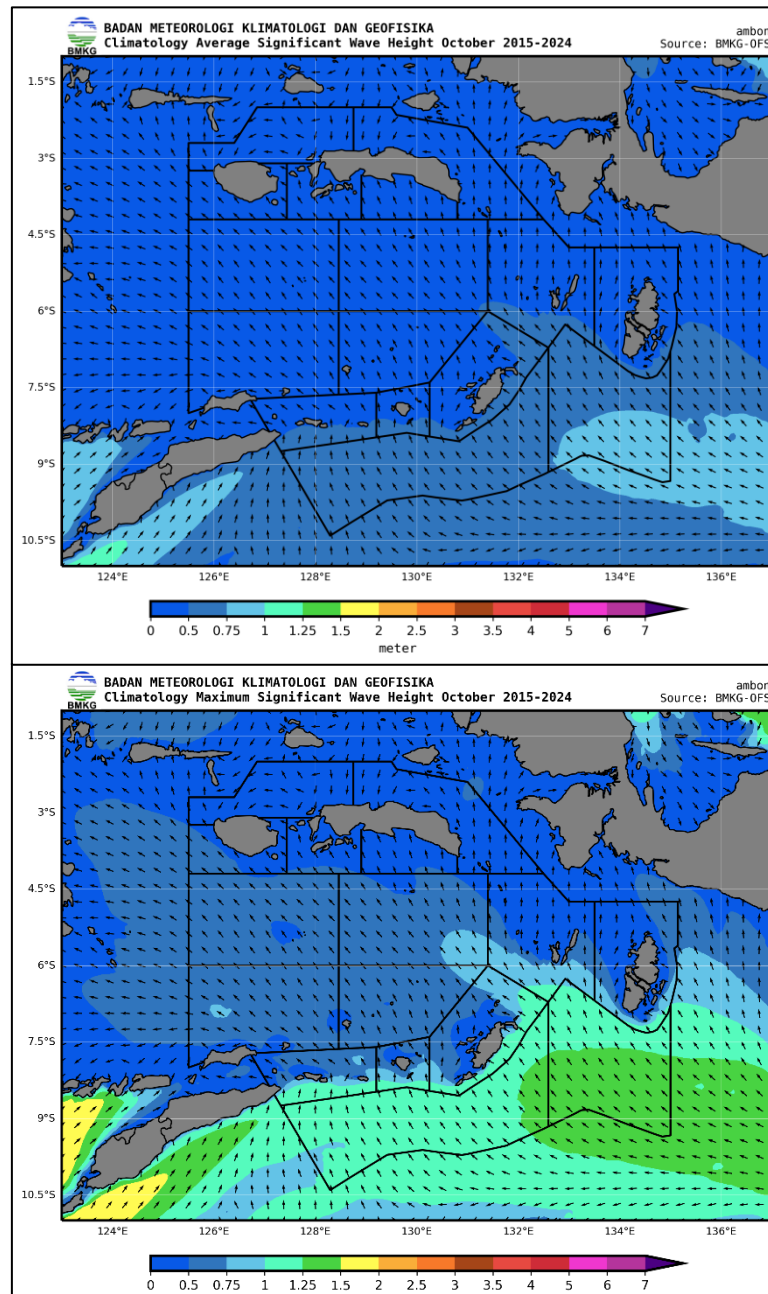 BADAN METEOROLOGI KLIMATOLOGI DAN GEOFISIKA
Climatology Average Significant Wave Height October 2015-2024
ambon
Source: BMKG-OFS
BMKG
1.5°S
3°S
4.5°S
6°S
7.5°S
9°S
10.5°S
124°E 126°E 128°E 130°E 132°E 134°E 136°E
0 0.5 0.75 1 1.25 1.5 2 2.5 3 3.5 4 5 6 7
meter
BADAN METEOROLOGI KLIMATOLOGI DAN GEOFISIKA
Climatology Maximum Significant Wave Height October 2015-2024
ambon
Source: BMKG-OFS
BMKG
1.5°S
3°S
4.5°S
6°S
7.5°S
9°S
10.5°S
124°E 126°E 128°E 130°E 132°E 134°E 136°E
0 0.5 0.75 1 1.25 1.5 2 2.5 3 3.5 4 5 6 7